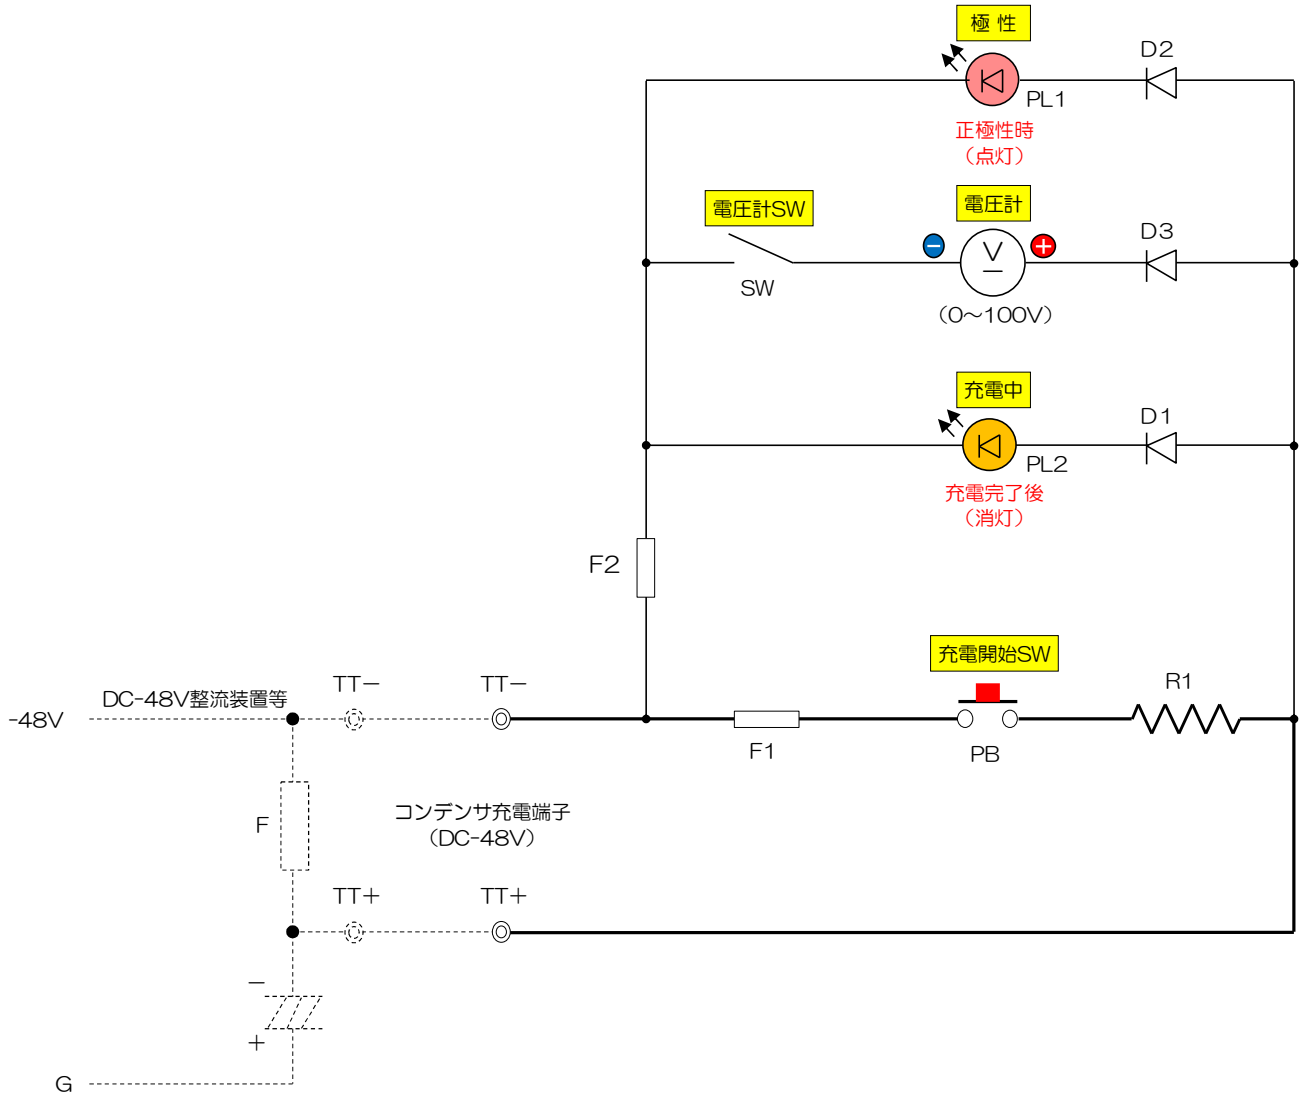 極 性
D2
PL1
正極性時
（点灯）
電圧計SW
電圧計
D3
−
V
+
SW
（0～100V）
充電中
D1
PL2
充電完了後
（消灯）
F2
充電開始SW
R1
-48V
DC-48V整流装置等
TT−
TT−
F1
PB
F
コンデンサ充電端子
（DC-48V）
TT+
TT+
−
+
G